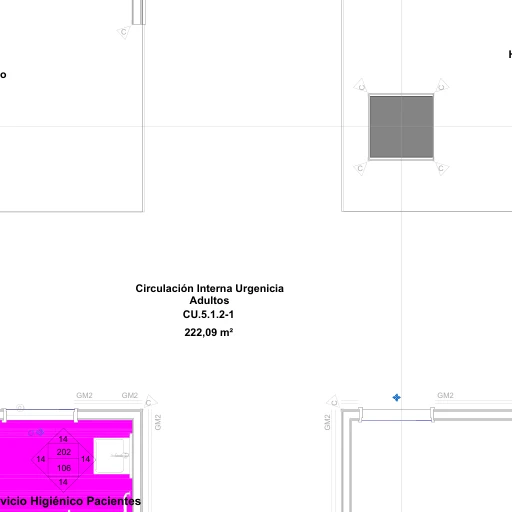 C
o
H
C
C
C
C
Circulación Interna Urgenicia
Adultos
CU.5.1.2-1
222,09 m²
GM2
GM2
C
C
GM2
GM2
GM2
14
202
14
14
106
14
vicio Higiénico Pacientes